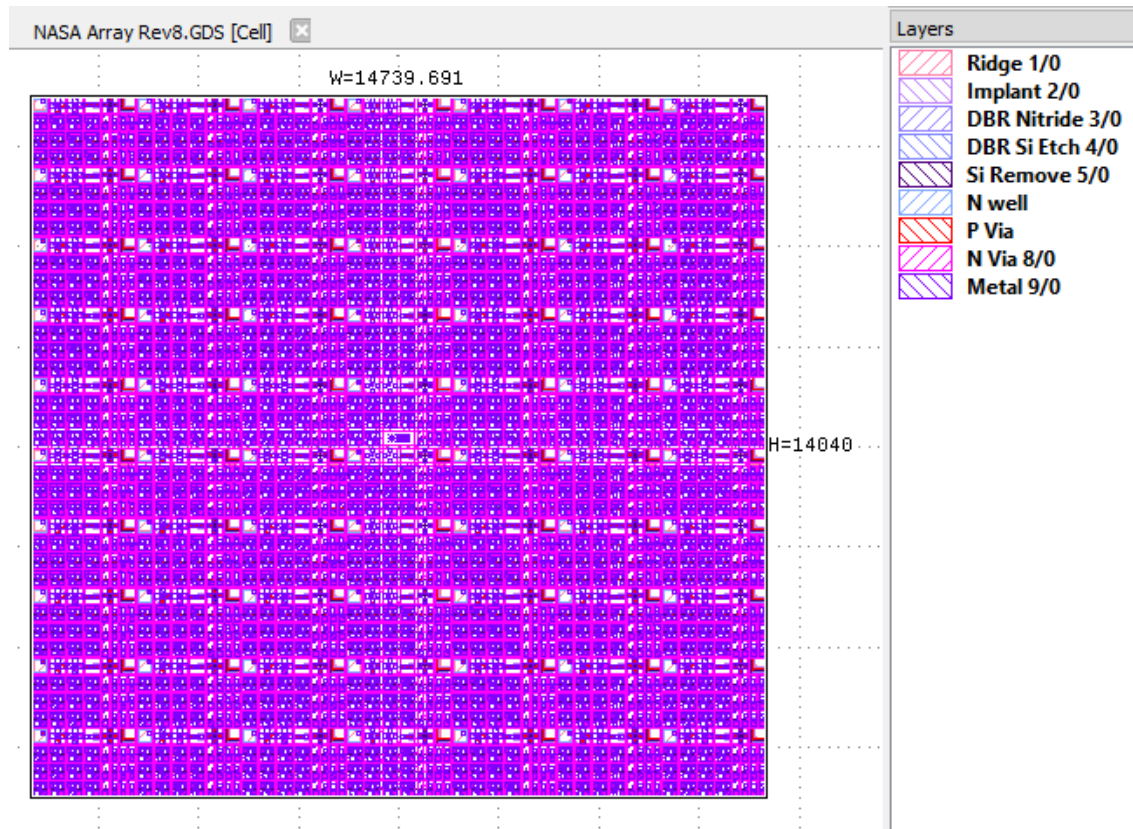 NASA Array Rev8.GDS [Cell]
W=14739.691
H=14040
Layers
Ridge 1/0
Implant 2/0
DBR Nitride 3/0
DBR Si Etch 4/0
Si Remove 5/0
N well
P Via
N Via 8/0
Metal 9/0